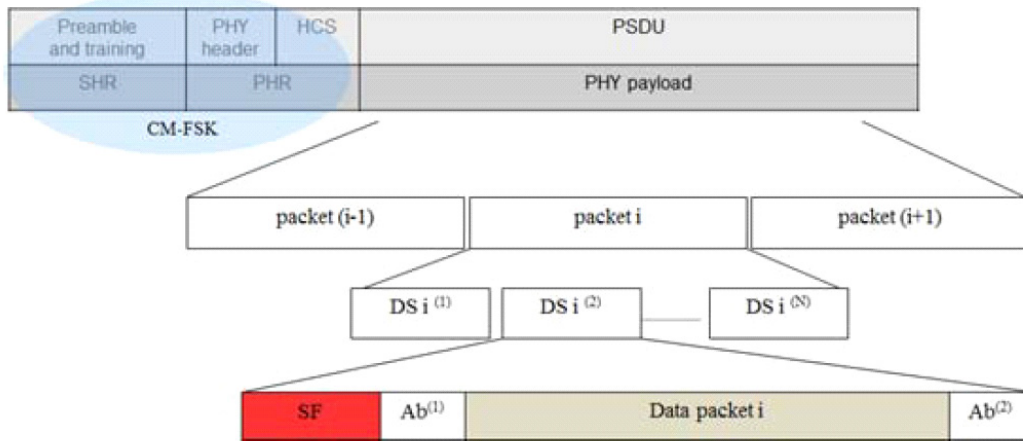 Preamble and training
PHY header
HCS
PSDU
SHR
PHR
PHY payload
CM-FSK
packet (i-1)
packet i
packet (i+1)
DS i (1)
DS i (2)
DS i (N)
SF
Ab(1)
Data packet i
Ab(2)